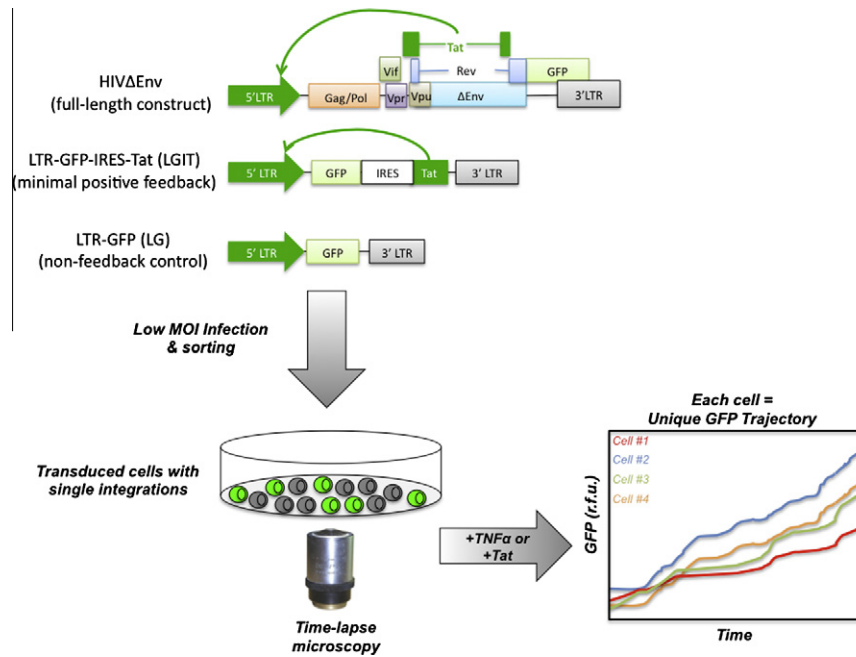 Tat
Vif
Rev
GFP
HIVΔEnv
(full-length construct)
5'LTR
Gag/Pol
Vpr
Vpu
ΔEnv
3'LTR
LTR-GFP-IRES-Tat (LGIT)
(minimal positive feedback)
5' LTR
GFP
IRES
Tat
3' LTR
LTR-GFP (LG)
(non-feedback control)
5' LTR
GFP
3' LTR
Low MOI Infection
& sorting
Transduced cells with
single integrations
Time-lapse
microscopy
+TNFα or
+Tat
Each cell =
Unique GFP Trajectory
Cell #1
Cell #2
Cell #3
Cell #4
GFP (r.f.u.)
Time